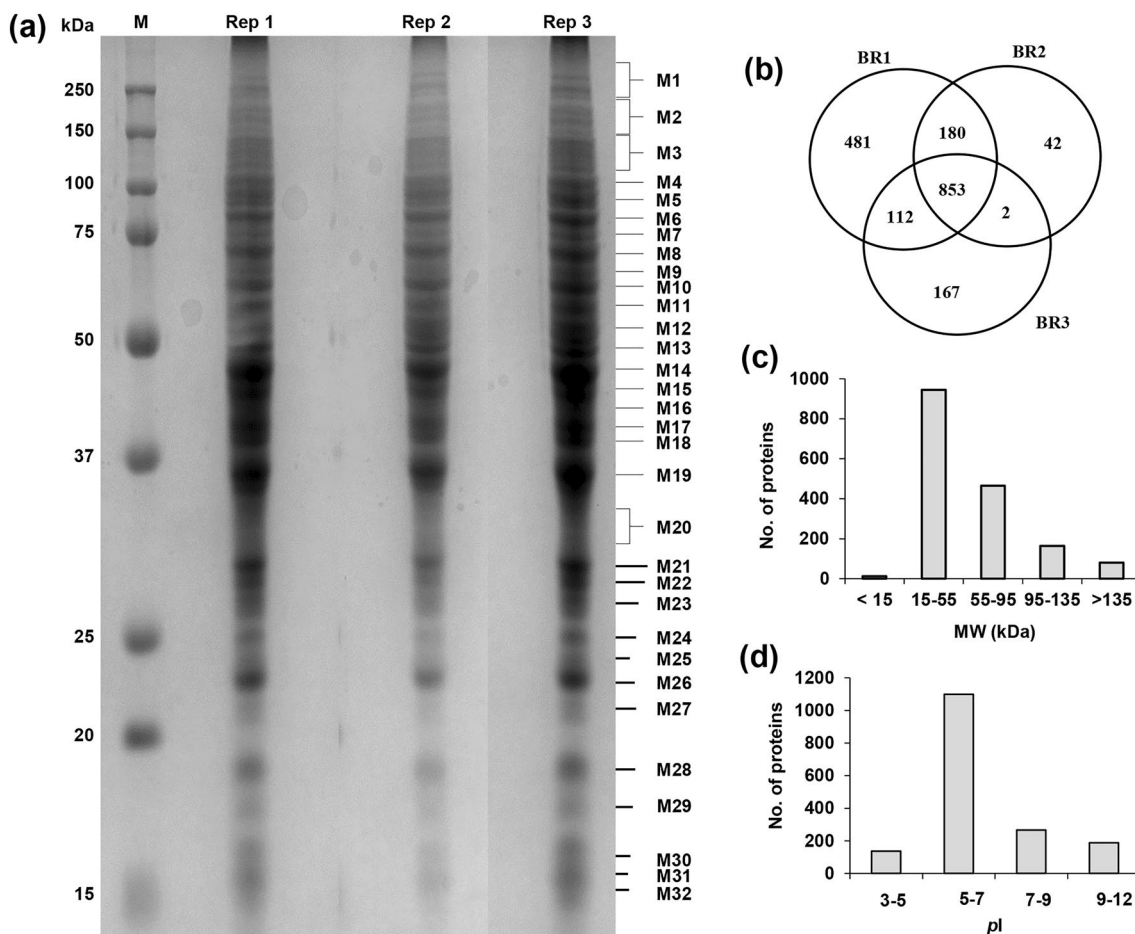 (a)
kDa
M
Rep 1
Rep 2
Rep 3
250
150
100
75
50
37
25
20
15
M1
M2
M3
M4
M5
M6
M7
M8
M9
M10
M11
M12
M13
M14
M15
M16
M17
M18
M19
M20
M21
M22
M23
M24
M25
M26
M27
M28
M29
M30
M31
M32
(b)
BR1
BR2
481
180
42
853
112
2
167
BR3
(c)
No. of proteins
1000
800
600
400
200
0
< 15
15-55
55-95
95-135
>135
MW (kDa)
(d)
No. of proteins
1200
1000
800
600
400
200
0
3-5
5-7
7-9
9-12
pI